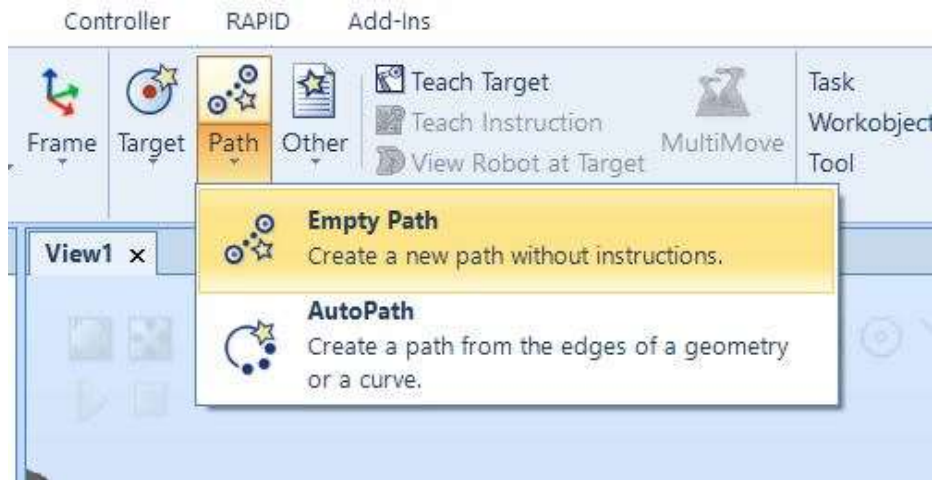 Controller RAPID Add-Ins
Frame Target Path Other
Teach Target
Teach Instruction
View Robot at Target
MultiMove
Task
Workobject
Tool
View1 x
Empty Path
Create a new path without instructions.
AutoPath
Create a path from the edges of a geometry
or a curve.